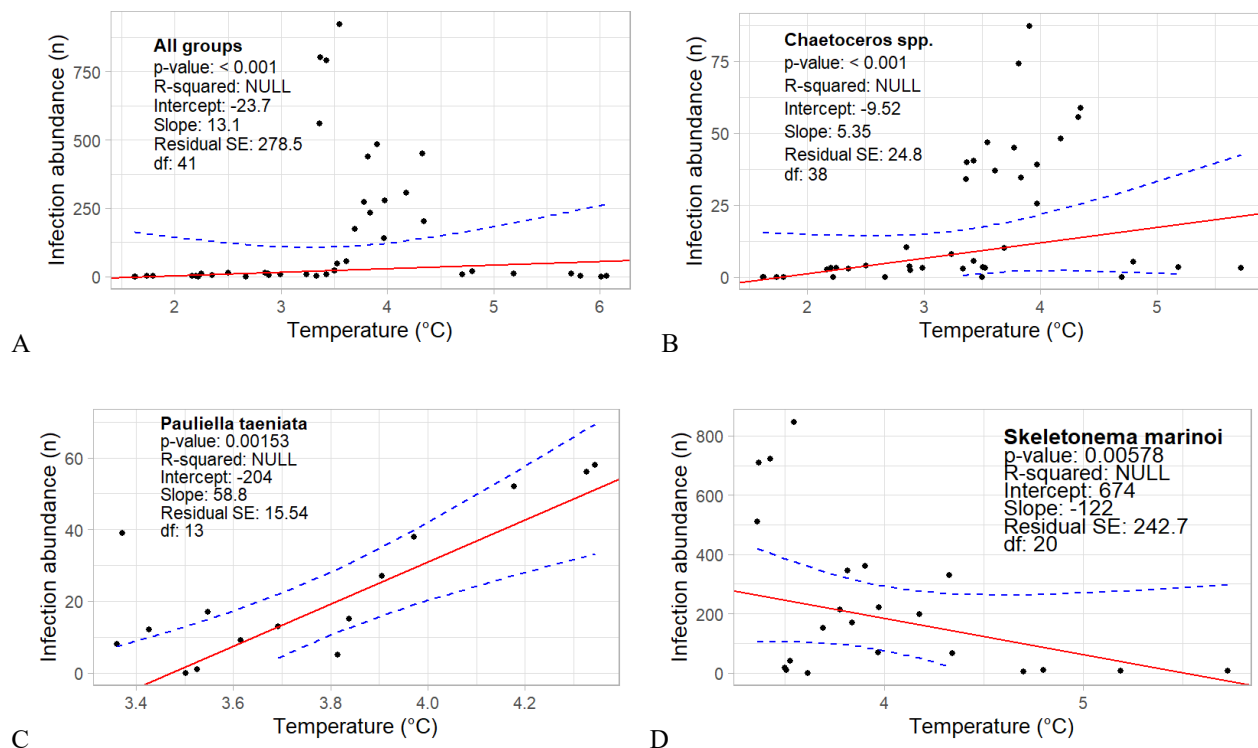 Infection abundance (n)
750
500
250
0
All groups
p-value: < 0.001
R-squared: NULL
Intercept: -23.7
Slope: 13.1
Residual SE: 278.5
df: 41
2 3 4 5 6
Temperature (°C)
A
Infection abundance (n)
75
50
25
0
Chaetoceros spp.
p-value: < 0.001
R-squared: NULL
Intercept: -9.52
Slope: 5.35
Residual SE: 24.8
df: 38
2 3 4 5
Temperature (°C)
B
Infection abundance (n)
60
40
20
0
Pauliella taeniata
p-value: 0.00153
R-squared: NULL
Intercept: -204
Slope: 58.8
Residual SE: 15.54
df: 13
3.4 3.6 3.8 4.0 4.2
Temperature (°C)
C
Infection abundance (n)
800
600
400
200
0
Skeletonema marinoi
p-value: 0.00578
R-squared: NULL
Intercept: 674
Slope: -122
Residual SE: 242.7
df: 20
4 5
Temperature (°C)
D